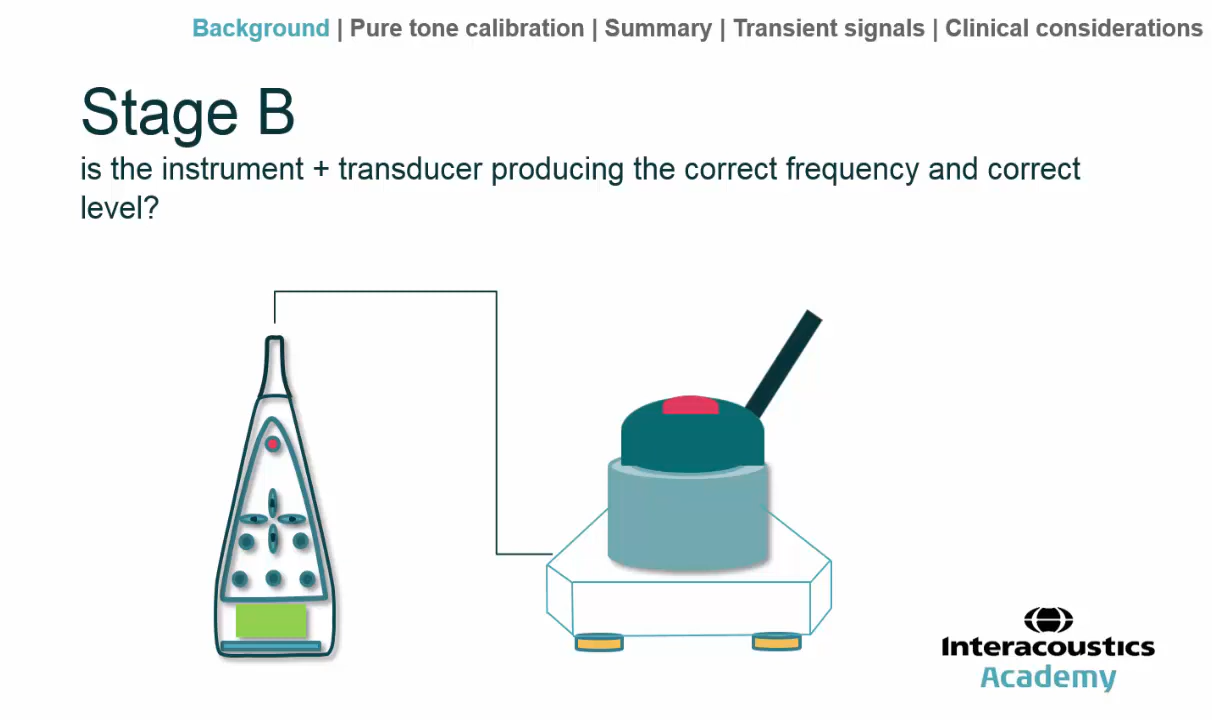 Background | Pure tone calibration | Summary | Transient signals | Clinical considerations
Stage B
is the instrument + transducer producing the correct frequency and correct
level?
Interacoustics
Academy